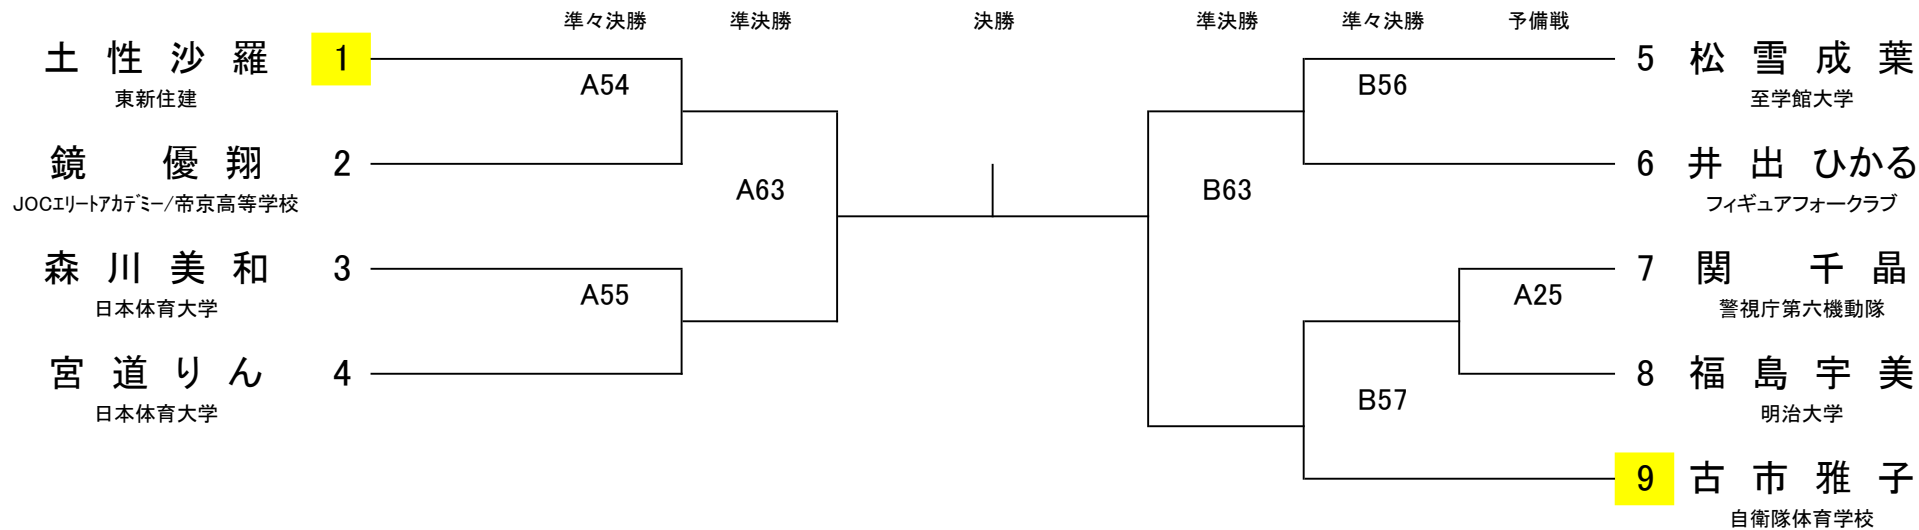 準々決勝 準決勝 決勝 準決勝 準々決勝 予備戦
土性沙羅 1
東新住建
A54
鏡 優翔 2
JOCエリートアカデミー/帝京高等学校
A63
森川美和 3
日本体育大学
A55
宮道りん 4
日本体育大学
5 松雪成葉
至学館大学
B56
6 井出ひかる
フィギュアフォークラブ
B63
7 関 千晶
警視庁第六機動隊
A25
8 福島宇美
明治大学
B57
9 古市雅子
自衛隊体育学校